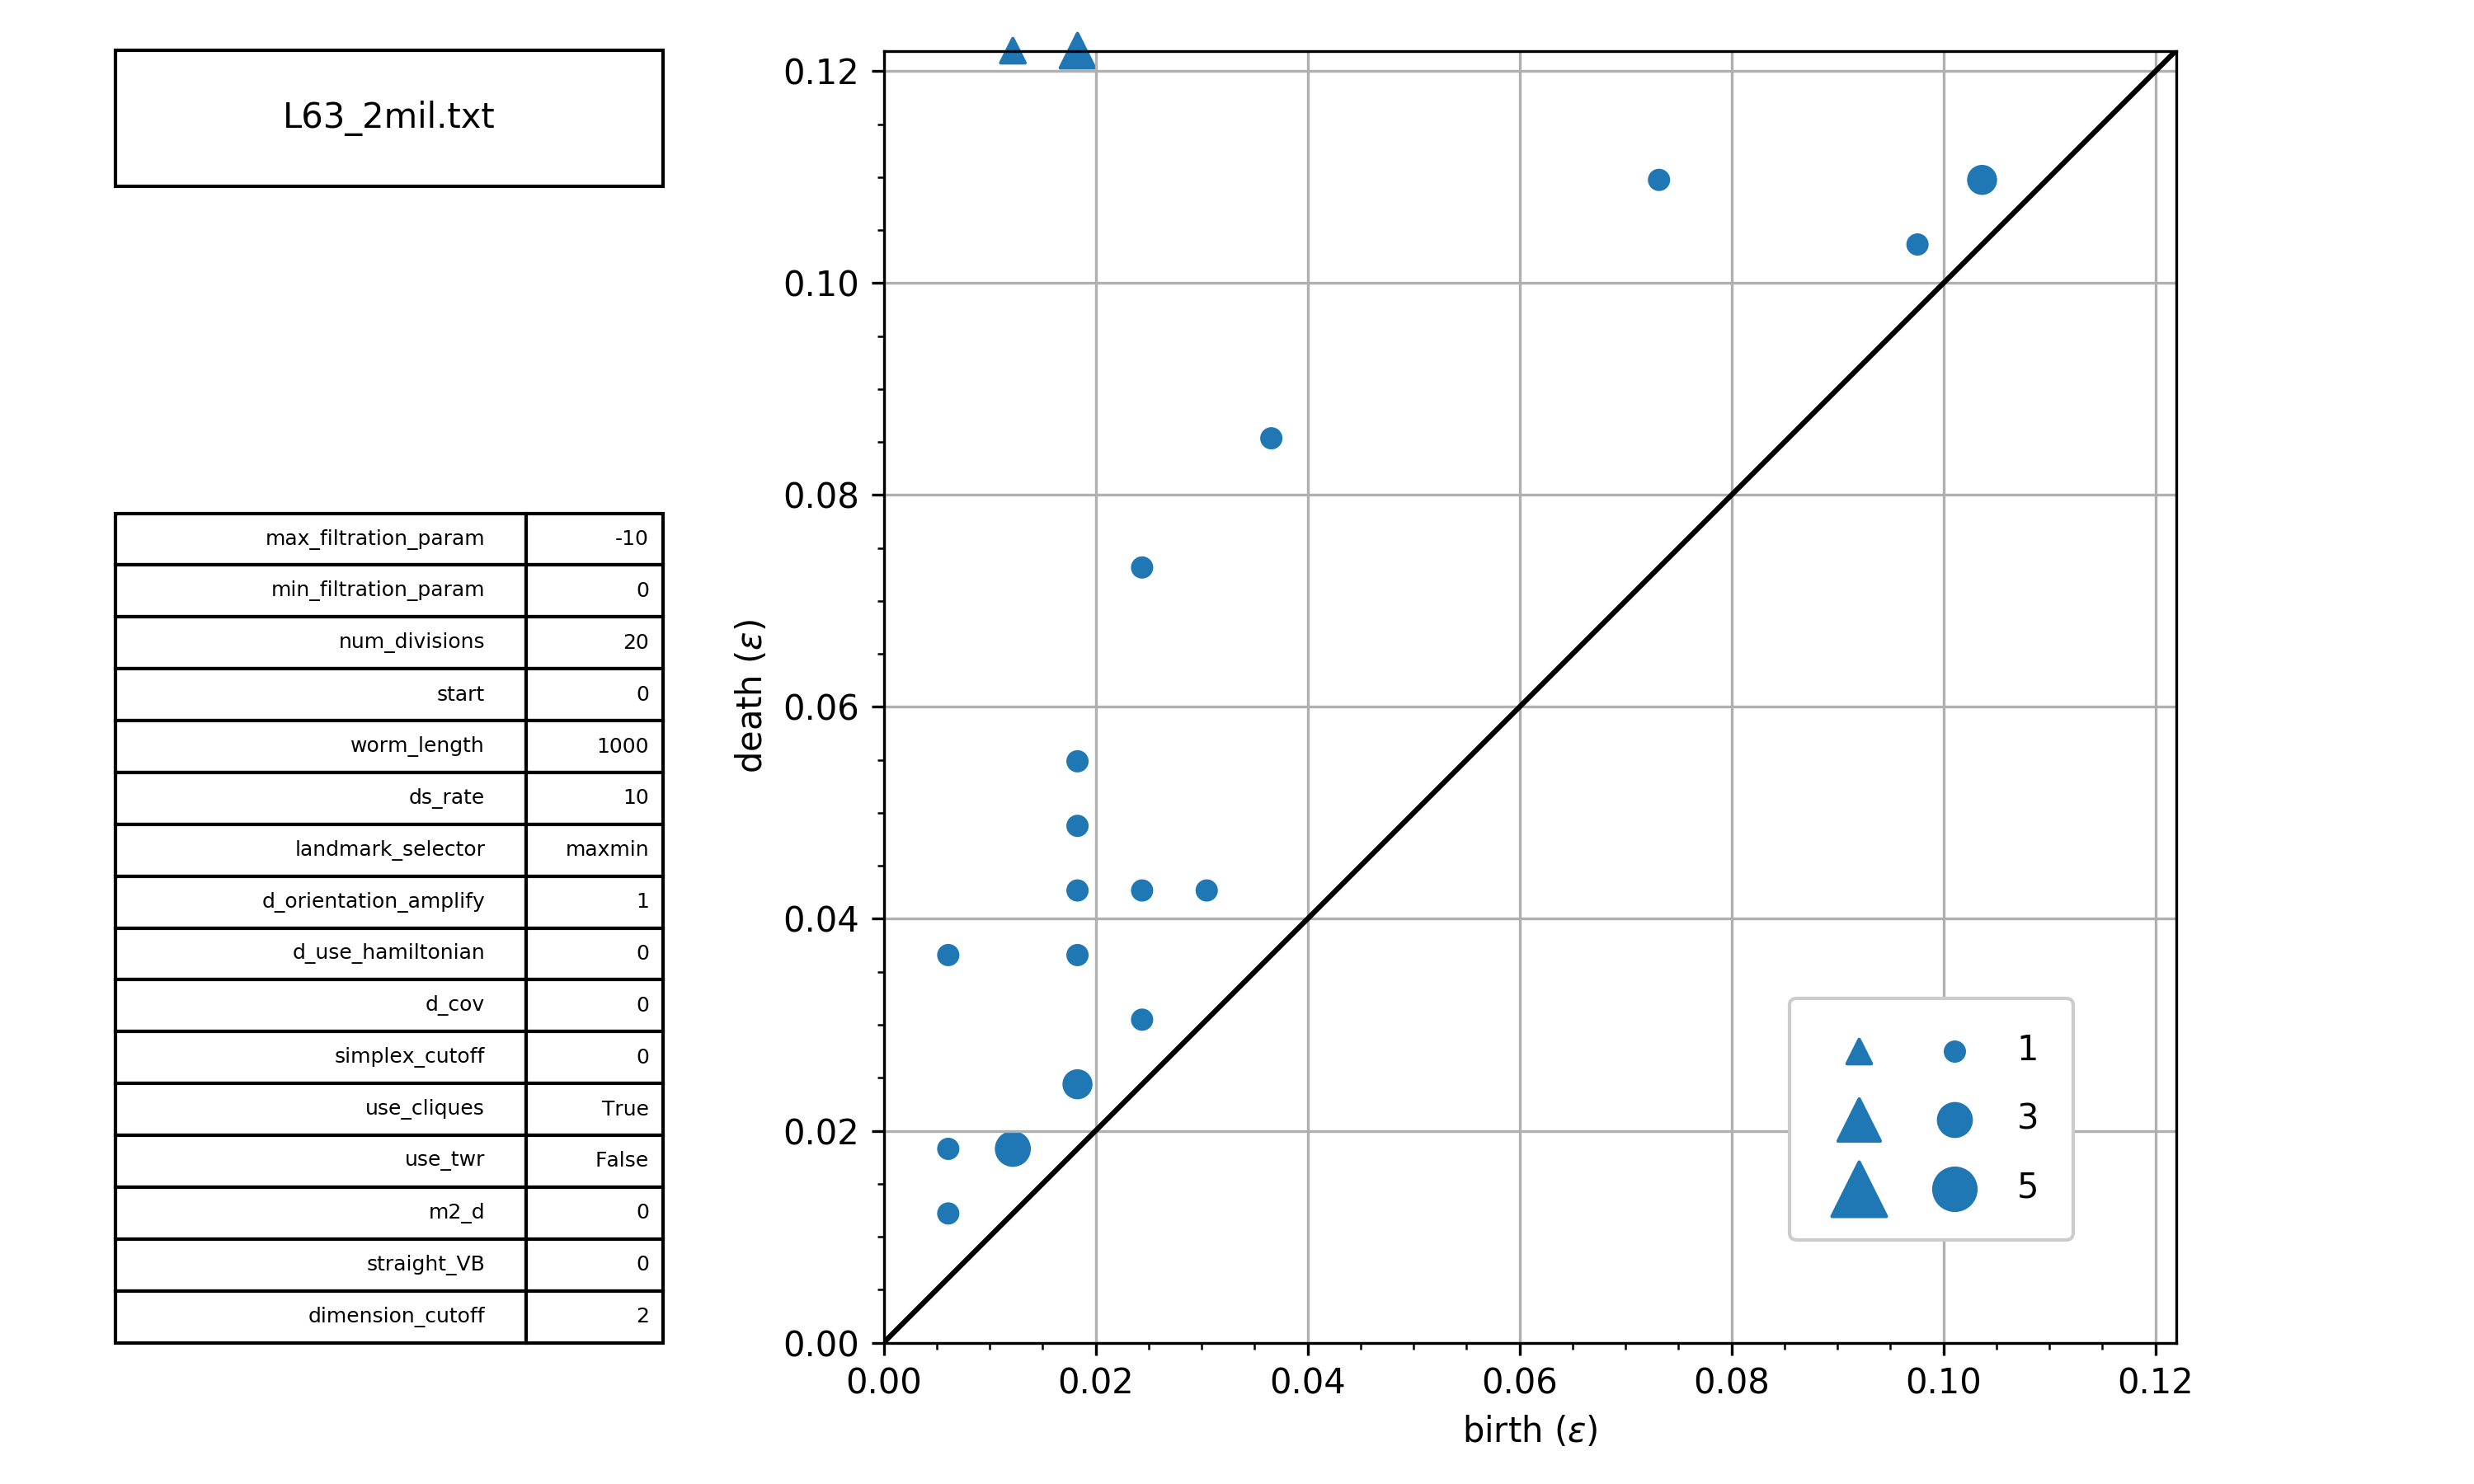 L63_2mil.txt
max_filtration_param -10
min_filtration_param 0
num_divisions 20
start 0
worm_length 1000
ds_rate 10
landmark_selector maxmin
d_orientation_amplify 1
d_use_hamiltonian 0
d_cov 0
simplex_cutoff 0
use_cliques True
use_twr False
m2_d 0
straight_VB 0
dimension_cutoff 2
death (ε)
0.12
0.10
0.08
0.06
0.04
0.02
0.00
0.00 0.02 0.04 0.06 0.08 0.10 0.12
birth (ε)
1
3
5